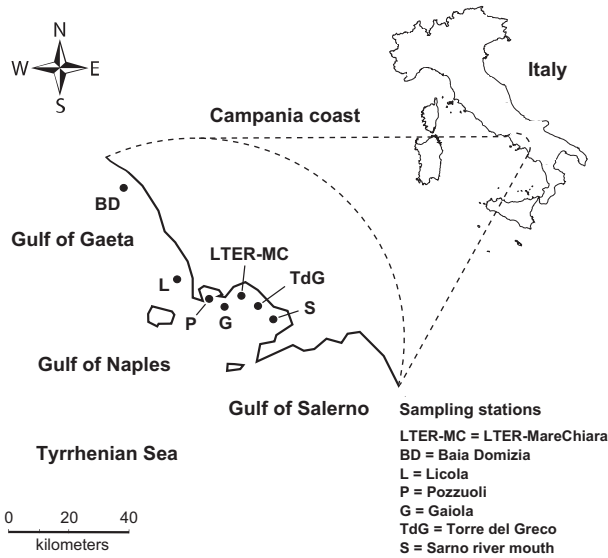 N
W E
S
Italy
Campania coast
BD
Gulf of Gaeta
LTER-MC
L
TdG
S
P
G
Gulf of Naples
Gulf of Salerno
Tyrrhenian Sea
Sampling stations
LTER-MC = LTER-MareChiara
BD = Baia Domizia
L = Licola
P = Pozzuoli
G = Gaiola
TdG = Torre del Greco
S = Sarno river mouth
0 20 40
kilometers